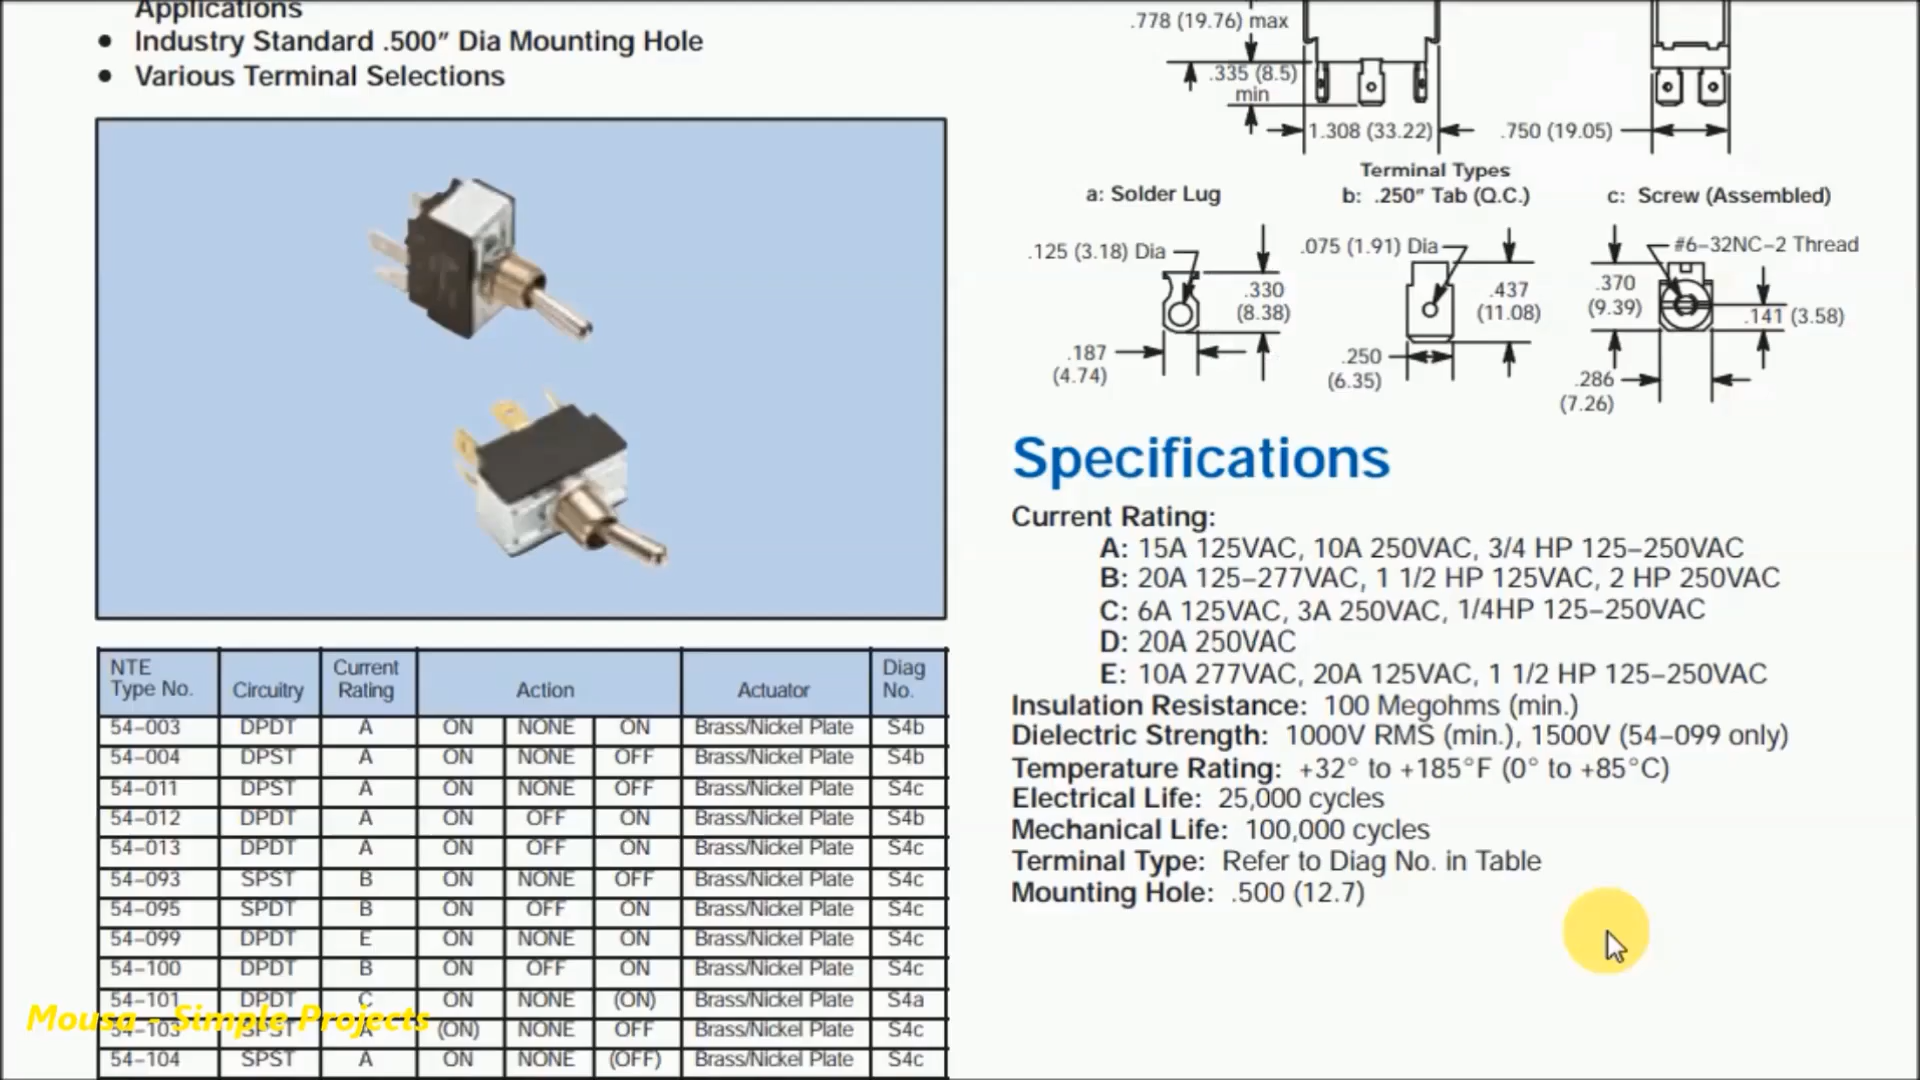 Applications
• Industry Standard .500” Dia Mounting Hole
• Various Terminal Selections
.778 (19.76) max
.335 (8.5)
min
1.308 (33.22)
.750 (19.05)
Terminal Types
a: Solder Lug
b: .250” Tab (Q.C.)
c: Screw (Assembled)
.125 (3.18) Dia
.330
(8.38)
.187
(4.74)
.075 (1.91) Dia
.437
(11.08)
.250
(6.35)
#6–32NC–2 Thread
.370
(9.39)
.141 (3.58)
.286
(7.26)
Specifications
Current Rating:
A: 15A 125VAC, 10A 250VAC, 3/4 HP 125–250VAC
B: 20A 125–277VAC, 1 1/2 HP 125VAC, 2 HP 250VAC
C: 6A 125VAC, 3A 250VAC, 1/4HP 125–250VAC
D: 20A 250VAC
E: 10A 277VAC, 20A 125VAC, 1 1/2 HP 125–250VAC
Insulation Resistance: 100 Megohms (min.)
Dielectric Strength: 1000V RMS (min.), 1500V (54–099 only)
Temperature Rating: +32° to +185°F (0° to +85°C)
Electrical Life: 25,000 cycles
Mechanical Life: 100,000 cycles
Terminal Type: Refer to Diag No. in Table
Mounting Hole: .500 (12.7)
NTE Type No. Circuitry Current Rating Action Actuator Diag No.
54–003 DPDT A ON NONE ON Brass/Nickel Plate S4b
54–004 DPST A ON NONE OFF Brass/Nickel Plate S4b
54–011 DPST A ON NONE OFF Brass/Nickel Plate S4c
54–012 DPDT A ON OFF ON Brass/Nickel Plate S4b
54–013 DPDT A ON OFF ON Brass/Nickel Plate S4c
54–093 SPST B ON NONE OFF Brass/Nickel Plate S4c
54–095 SPDT B ON OFF ON Brass/Nickel Plate S4c
54–099 DPDT E ON NONE ON Brass/Nickel Plate S4c
54–100 DPDT B ON OFF ON Brass/Nickel Plate S4c
54–101 DPDT C ON NONE (ON) Brass/Nickel Plate S4a
54–103 SPST A (ON) NONE OFF Brass/Nickel Plate S4c
54–104 SPST A ON NONE (OFF) Brass/Nickel Plate S4c
Mousa - Simple Projects